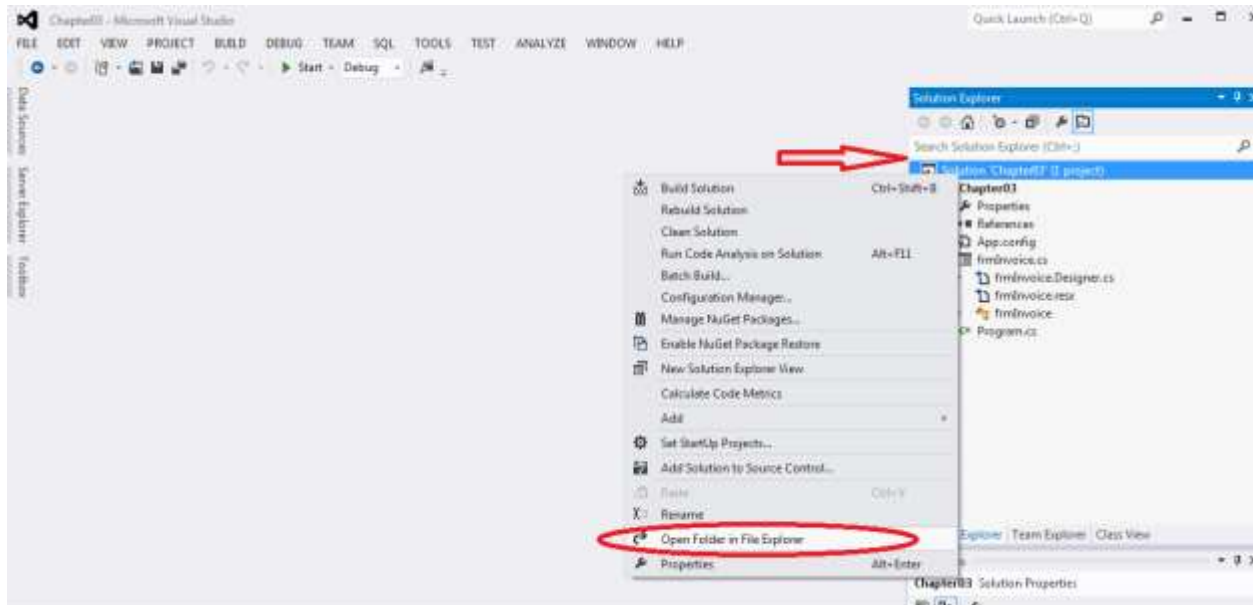 Chapter03 - Microsoft Visual Studio
Quick Launch (Ctrl+Q)
FILE EDIT VIEW PROJECT BUILD DEBUG TEAM SQL TOOLS TEST ANALYZE WINDOW HELP
Start - Debug
Data Sources
Server Explorer
Toolbox
Solution Explorer
Search Solution Explorer (Ctrl+;)
Solution 'Chapter03' (1 project)
Chapter03
Properties
References
App.config
frmInvoice.cs
frmInvoice.Designer.cs
frmInvoice.resx
frmInvoice
Program.cs
Build Solution Ctrl+Shift+B
Rebuild Solution
Clean Solution
Run Code Analysis on Solution Alt+F11
Batch Build...
Configuration Manager...
Manage NuGet Packages...
Enable NuGet Package Restore
New Solution Explorer View
Calculate Code Metrics
Add
Set StartUp Projects...
Add Solution to Source Control...
Paste Ctrl+V
Rename
Open Folder in File Explorer
Properties Alt+Enter
Explorer Team Explorer Class View
Chapter03 Solution Properties